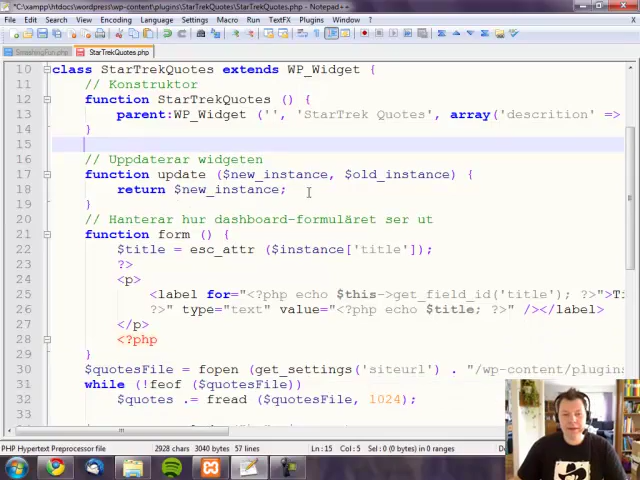 *C:\xampp\htdocs\wordpress\wp-content\plugins\StarTrekQuotes\StarTrekQuotes.php - Notepad++
File Edit Search View Encoding Language Settings Macro Run TextFX Plugins Window ?
StarTrekQuotes.php
10 class StarTrekQuotes extends WP_Widget {
11 // Konstruktor
12 function StarTrekQuotes () {
13 parent:WP_Widget ('', 'StarTrek Quotes', array('descrition' =>
14 }
15
16 // Uppdaterar widgeten
17 function update ($new_instance, $old_instance) {
18 return $new_instance;
19 }
20 // Hanterar hur dashboard-formuläret ser ut
21 function form () {
22 $title = esc_attr ($instance['title']);
23 ?>
24 <p>
25 <label for="<?php echo $this->get_field_id('title'); ?>">T
26 ?>" type="text" value="<?php echo $title; ?>" /></label>
27 </p>
28 <?php
29 }
30 $quotesFile = fopen (get_settings('siteurl') . "/wp-content/plugins
31 while (!feof ($quotesFile))
32 $quotes .= fread ($quotesFile, 1024);
33
PHP Hypertext Preprocessor file 2928 chars 3040 bytes 57 lines Ln:15 Col:5 Sel:0 (0 bytes) in 0 ranges